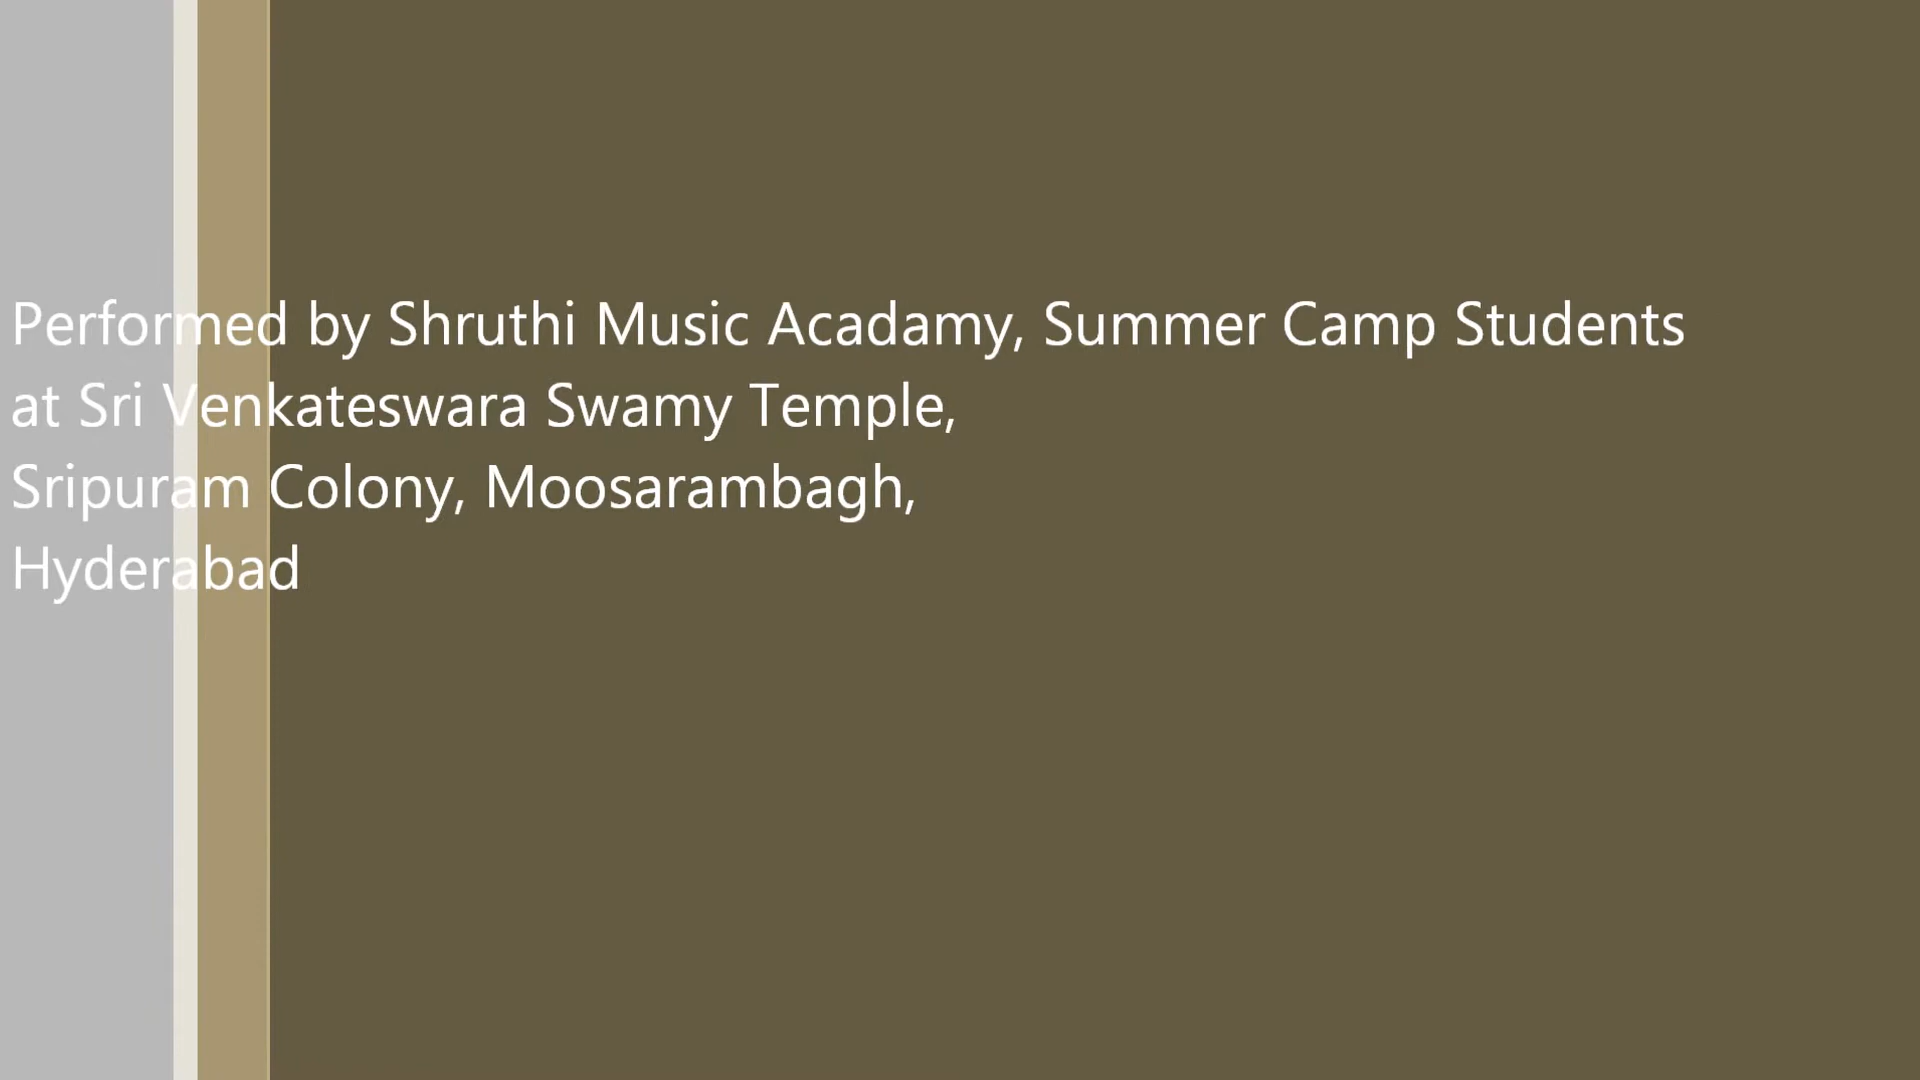 Performed by Shruthi Music Acadamy, Summer Camp Students
at Sri Venkateswara Swamy Temple,
Sripuram Colony, Moosarambagh,
Hyderabad